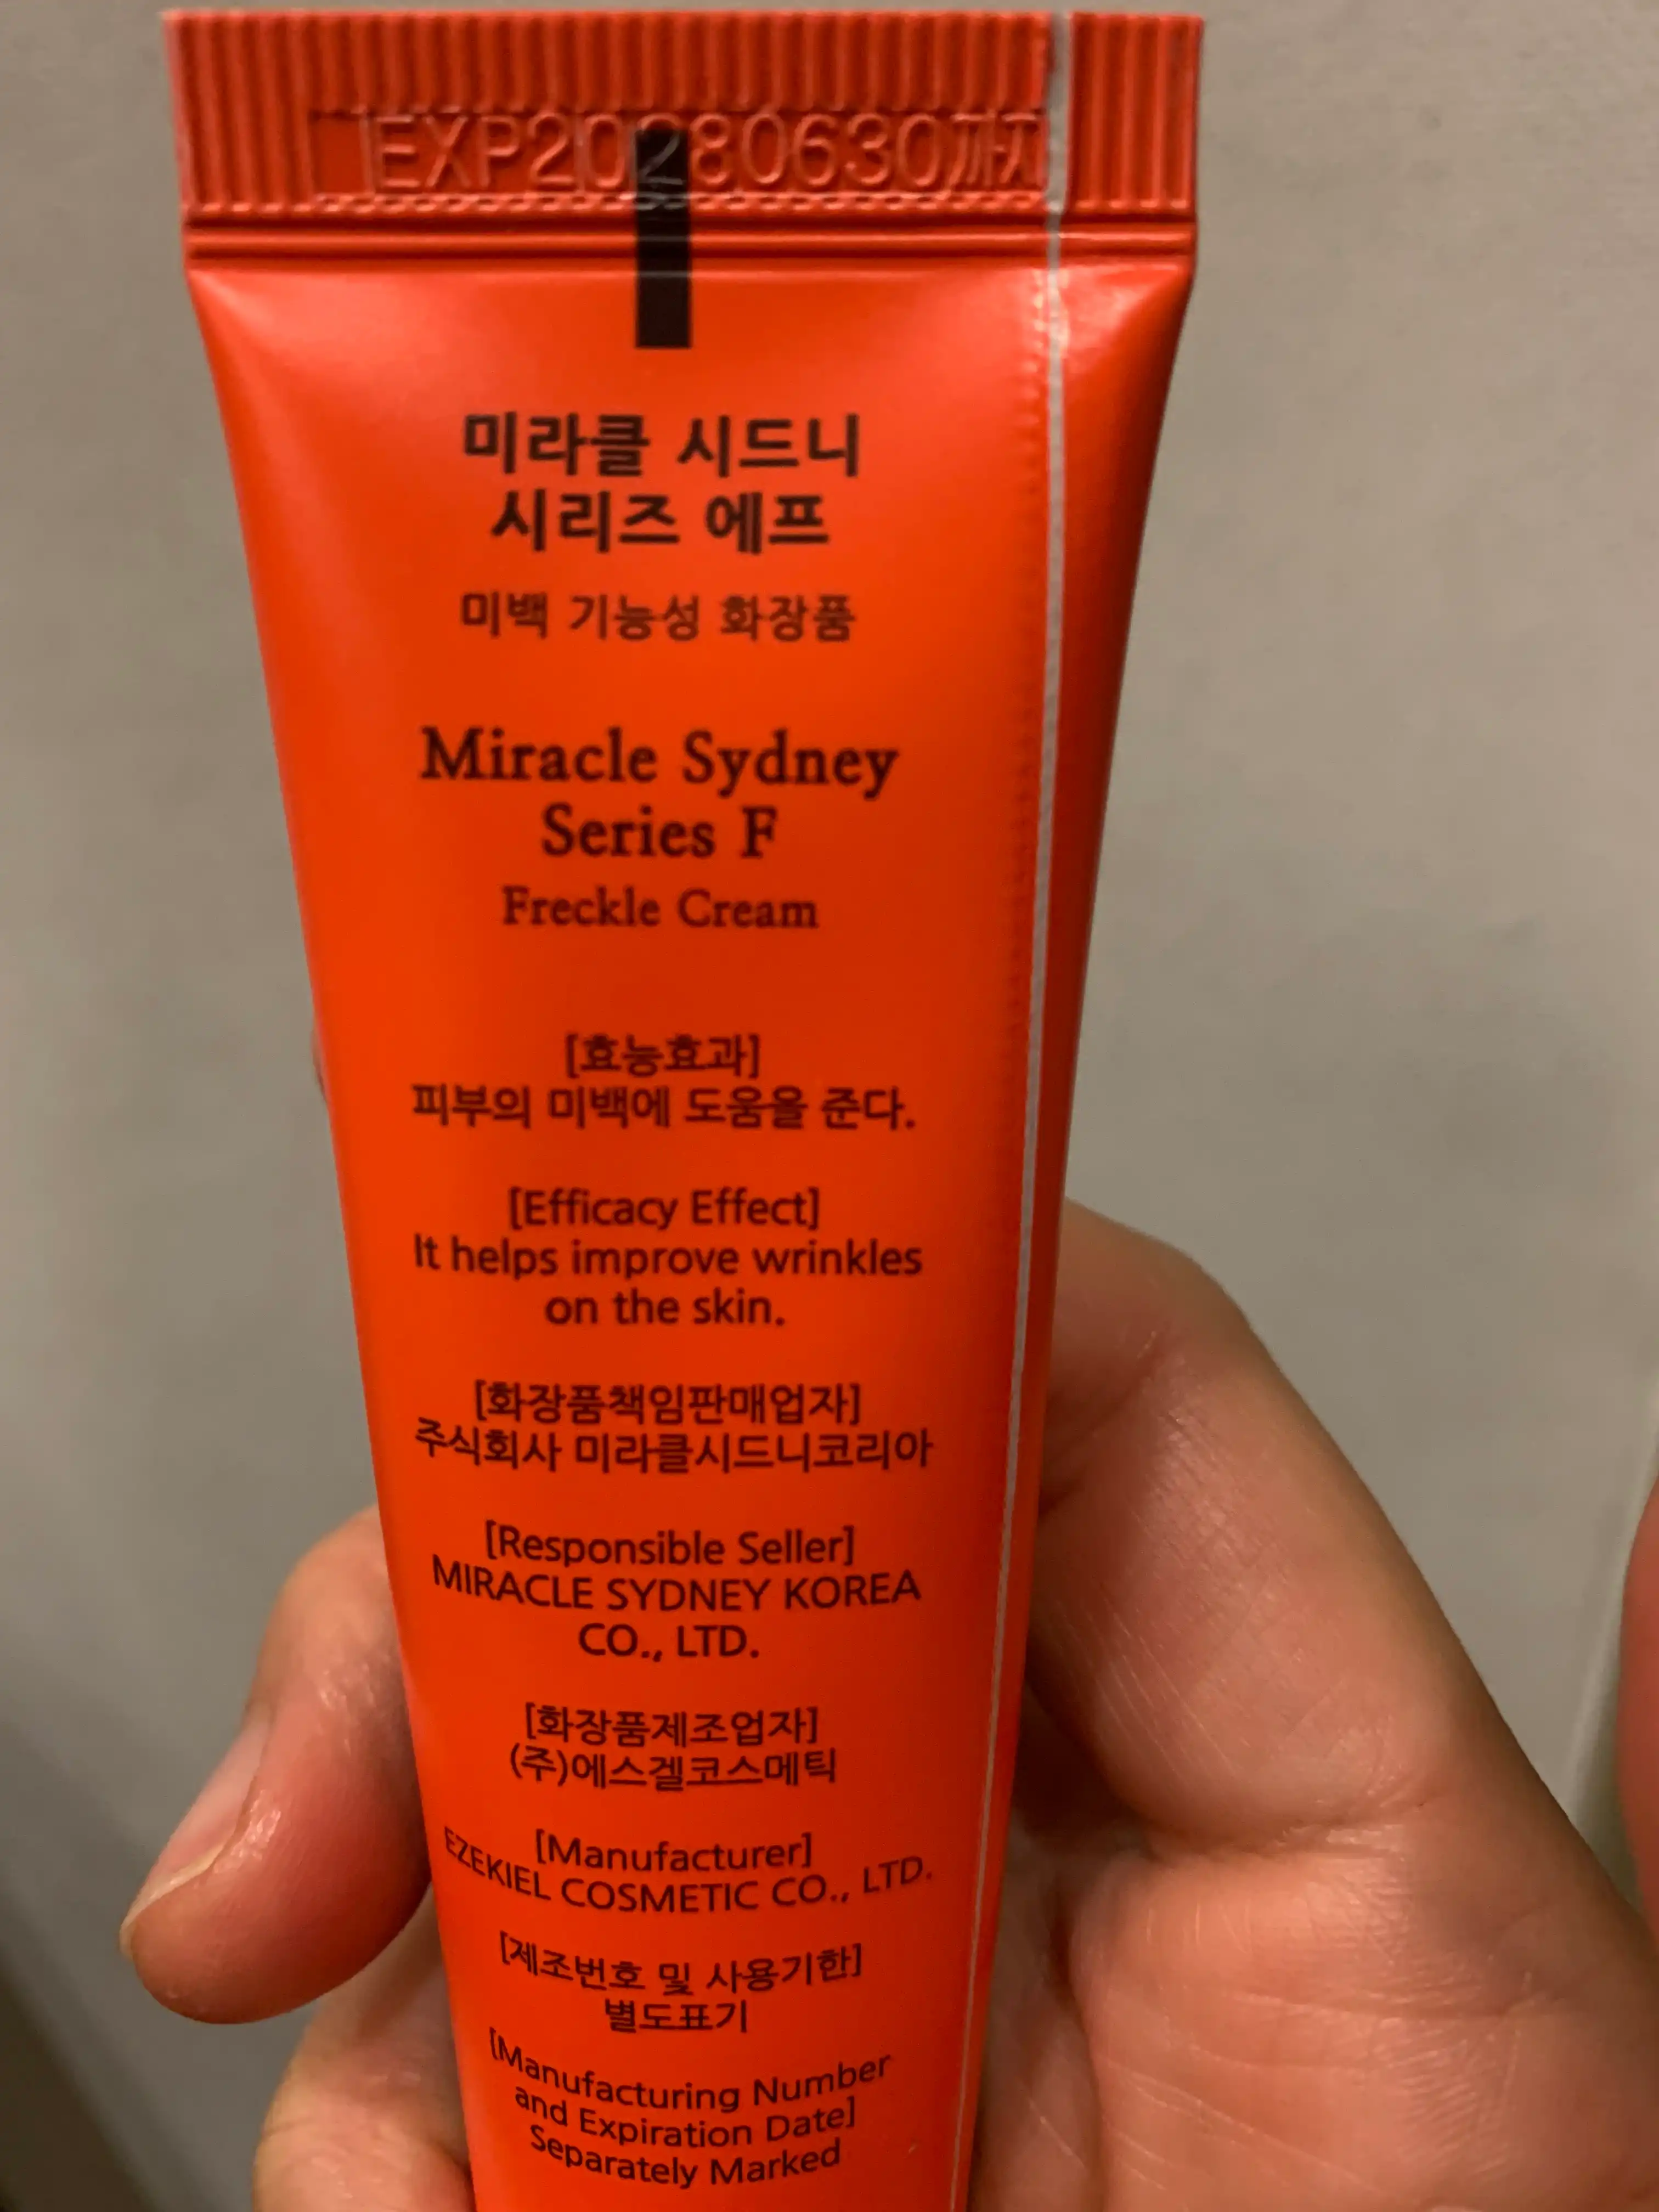 EXP20280630까지
미라클 시드니
시리즈 에프
미백 기능성 화장품
Miracle Sydney
Series F
Freckle Cream
[효능효과]
피부의 미백에 도움을 준다.
[Efficacy Effect]
It helps improve wrinkles
on the skin.
[화장품책임판매업자]
주식회사 미라클시드니코리아
[Responsible Seller]
MIRACLE SYDNEY KOREA
CO., LTD.
[화장품제조업자]
(주)에스겔코스메틱
[Manufacturer]
EZEKIEL COSMETIC CO., LTD.
[제조번호 및 사용기한]
별도표기
[Manufacturing Number
and Expiration Date]
Separately Marked